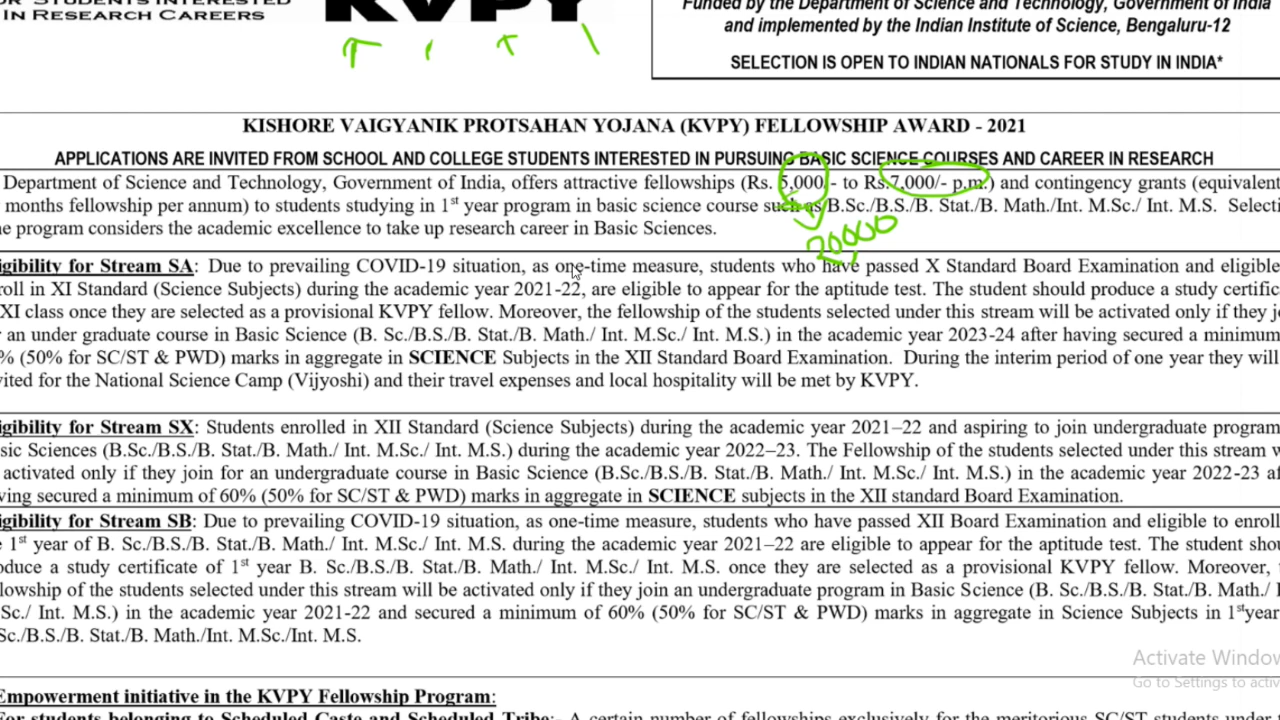 IN RESEARCH CAREERS
KVPY
Funded by the Department of Science and Technology, Government of India
and implemented by the Indian Institute of Science, Bengaluru-12
SELECTION IS OPEN TO INDIAN NATIONALS FOR STUDY IN INDIA*
KISHORE VAIGYANIK PROTSAHAN YOJANA (KVPY) FELLOWSHIP AWARD - 2021
APPLICATIONS ARE INVITED FROM SCHOOL AND COLLEGE STUDENTS INTERESTED IN PURSUING BASIC SCIENCE COURSES AND CAREER IN RESEARCH
Department of Science and Technology, Government of India, offers attractive fellowships (Rs. 5,000/- to Rs.7,000/- p.m.) and contingency grants (equivalent
months fellowship per annum) to students studying in 1st year program in basic science course such as B.Sc./B.S./B. Stat./B. Math./Int. M.Sc./ Int. M.S. Selecti
e program considers the academic excellence to take up research career in Basic Sciences.
20,000
igibility for Stream SA: Due to prevailing COVID-19 situation, as one-time measure, students who have passed X Standard Board Examination and eligible
roll in XI Standard (Science Subjects) during the academic year 2021-22, are eligible to appear for the aptitude test. The student should produce a study certific
XI class once they are selected as a provisional KVPY fellow. Moreover, the fellowship of the students selected under this stream will be activated only if they j
r an under graduate course in Basic Science (B. Sc./B.S./B. Stat./B. Math./ Int. M.Sc./ Int. M.S.) in the academic year 2023-24 after having secured a minimum
% (50% for SC/ST & PWD) marks in aggregate in SCIENCE Subjects in the XII Standard Board Examination. During the interim period of one year they will
vited for the National Science Camp (Vijyoshi) and their travel expenses and local hospitality will be met by KVPY.
igibility for Stream SX: Students enrolled in XII Standard (Science Subjects) during the academic year 2021–22 and aspiring to join undergraduate program
sic Sciences (B.Sc./B.S./B. Stat./B. Math./ Int. M.Sc./ Int. M.S.) during the academic year 2022–23. The Fellowship of the students selected under this stream w
activated only if they join for an undergraduate course in Basic Science (B.Sc./B.S./B. Stat./B. Math./ Int. M.Sc./ Int. M.S.) in the academic year 2022-23 af
ving secured a minimum of 60% (50% for SC/ST & PWD) marks in aggregate in SCIENCE subjects in the XII standard Board Examination.
igibility for Stream SB: Due to prevailing COVID-19 situation, as one-time measure, students who have passed XII Board Examination and eligible to enroll
1st year of B. Sc./B.S./B. Stat./B. Math./ Int. M.Sc./ Int. M.S. during the academic year 2021–22 are eligible to appear for the aptitude test. The student shou
oduce a study certificate of 1st year B. Sc./B.S./B. Stat./B. Math./ Int. M.Sc./ Int. M.S. once they are selected as a provisional KVPY fellow. Moreover,
llowship of the students selected under this stream will be activated only if they join an undergraduate program in Basic Science (B. Sc./B.S./B. Stat./B. Math./
Sc./ Int. M.S.) in the academic year 2021-22 and secured a minimum of 60% (50% for SC/ST & PWD) marks in aggregate in Science Subjects in 1styear
Sc./B.S./B. Stat./B. Math./Int. M.Sc./Int. M.S.
Activate Window
Go to Settings to activ
Empowerment initiative in the KVPY Fellowship Program:
For students belonging to Scheduled Caste and Scheduled Tribe:- A certain number of fellowships exclusively for the meritorious SC/ST students under